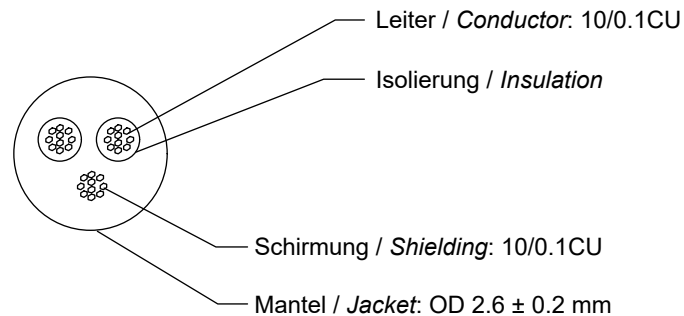 Leiter / Conductor: 10/0.1CU
Isolierung / Insulation
Schirmung / Shielding: 10/0.1CU
Mantel / Jacket: OD 2.6 ± 0.2 mm